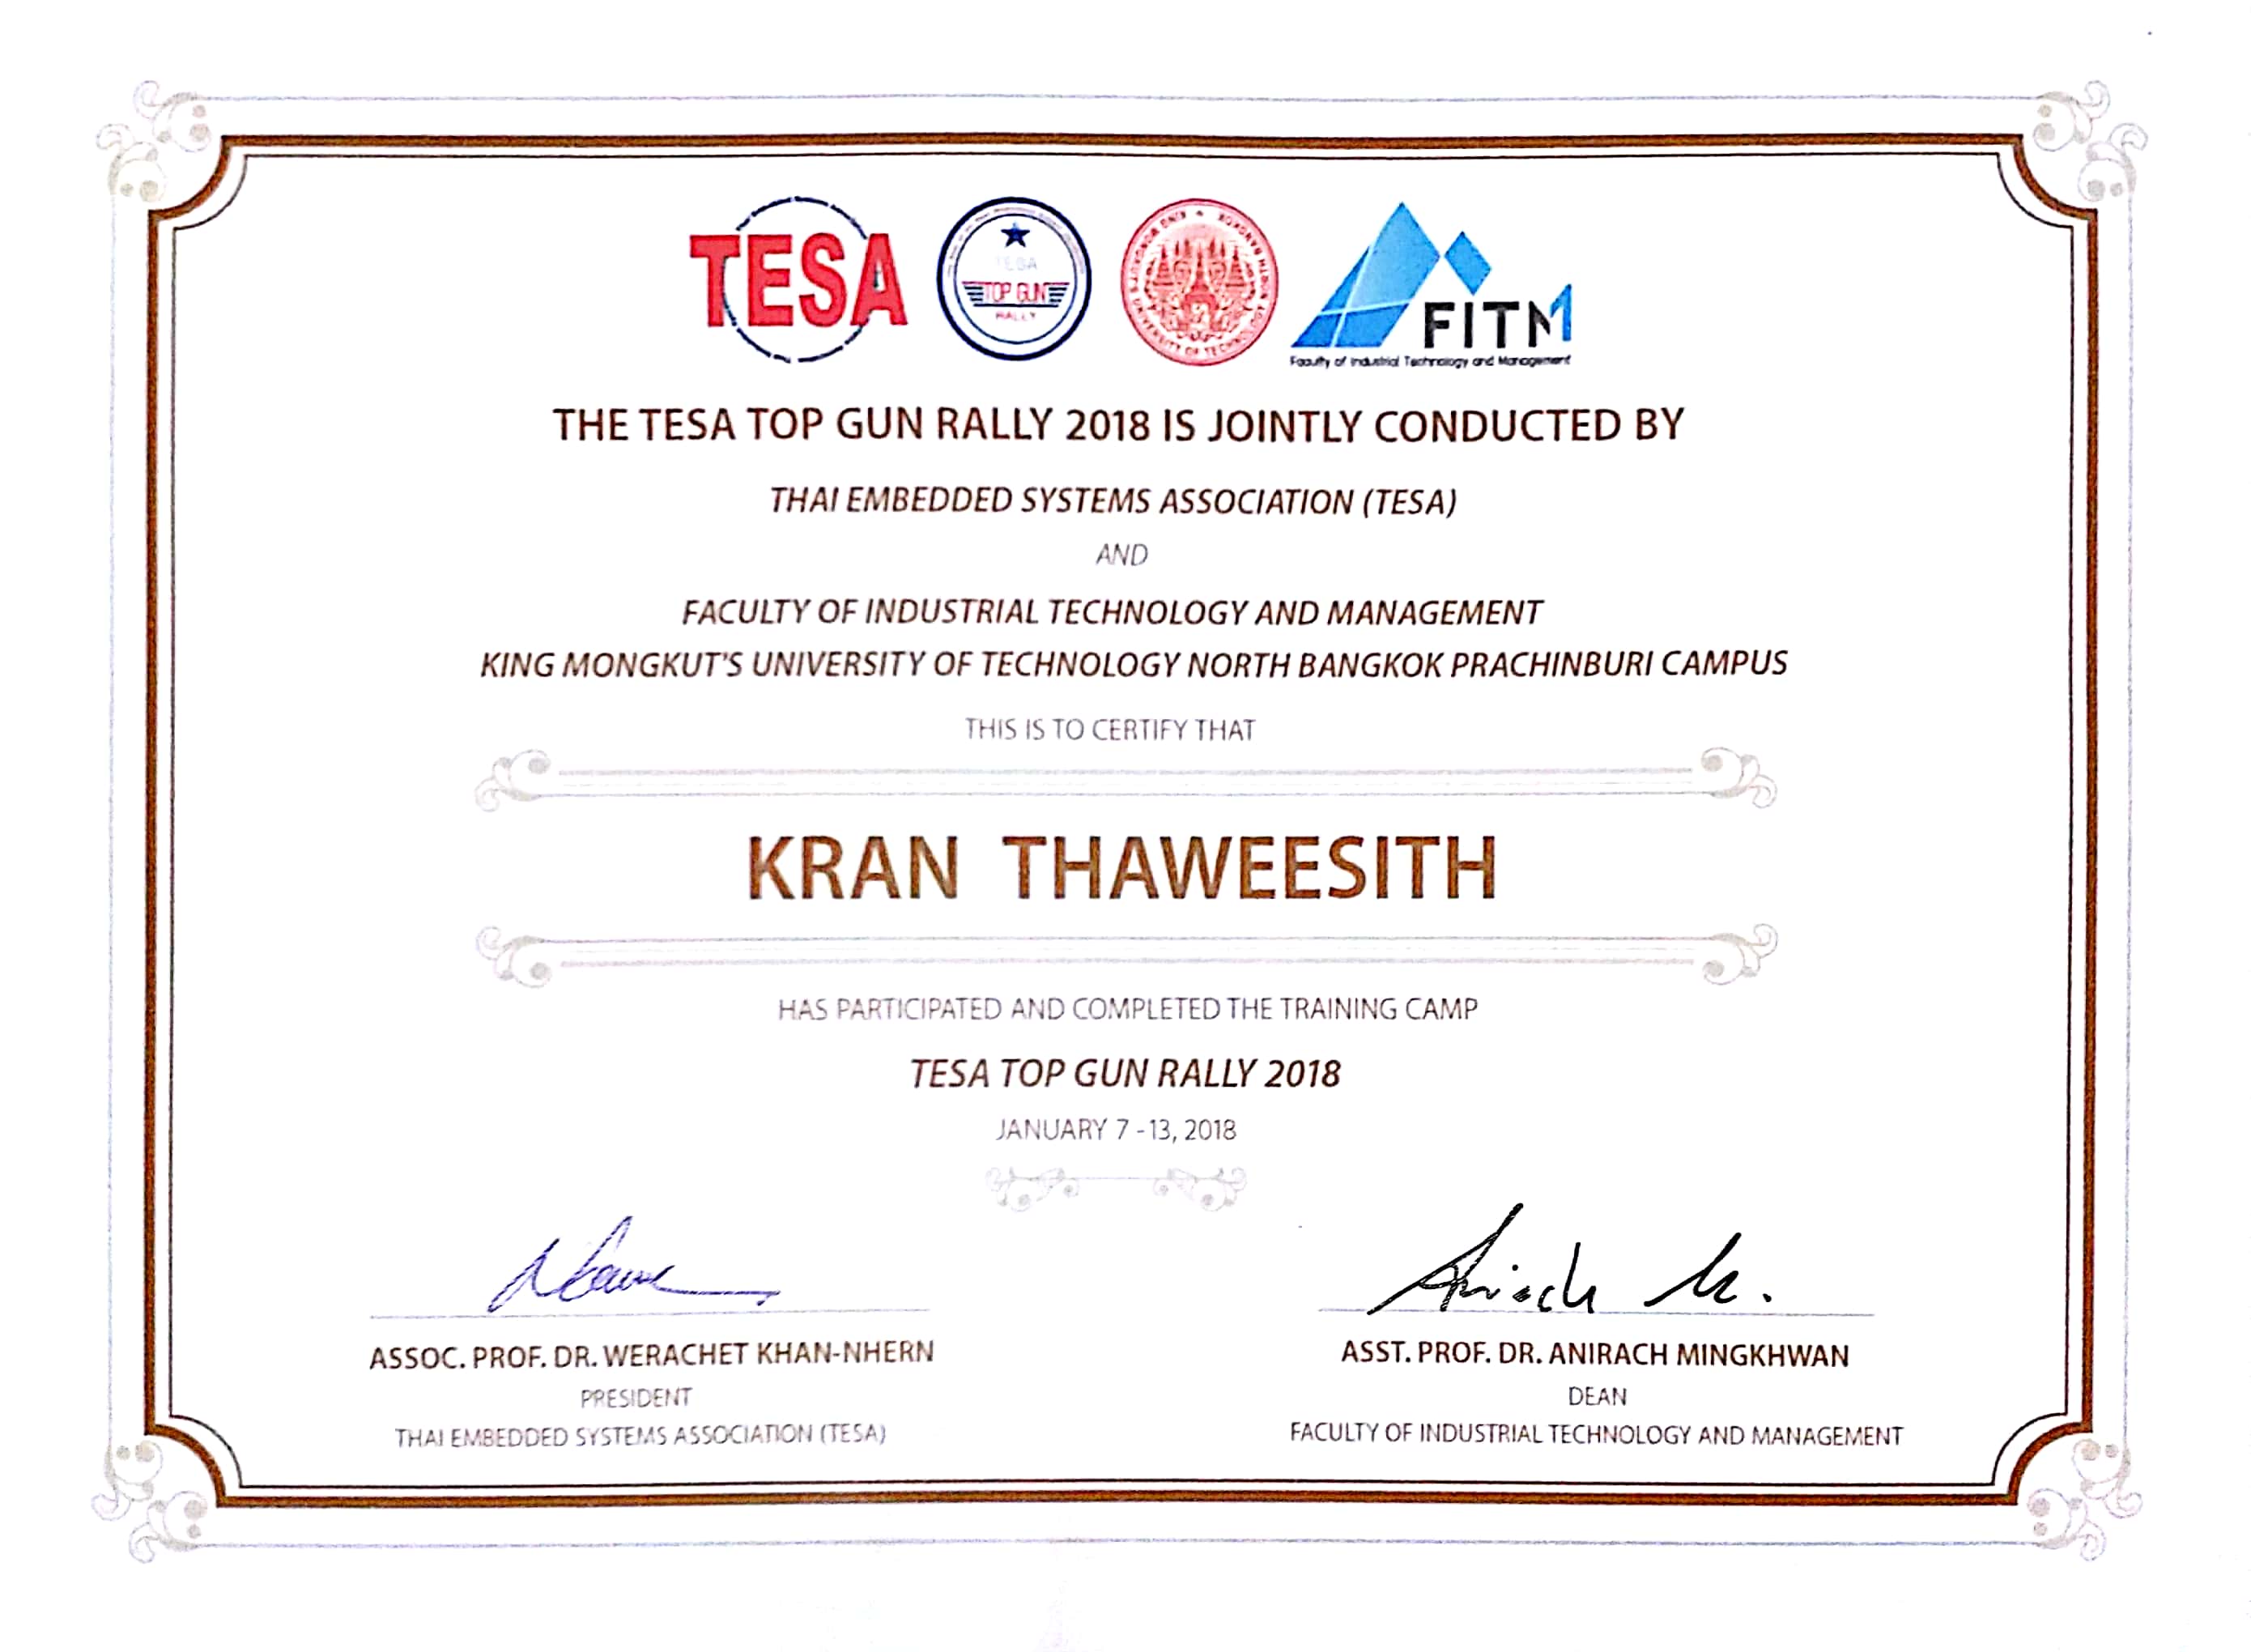 TESA
TESA
TOP GUN
RALLY
FITM
Faculty of Industrial Technology and Management
THE TESA TOP GUN RALLY 2018 IS JOINTLY CONDUCTED BY
THAI EMBEDDED SYSTEMS ASSOCIATION (TESA)
AND
FACULTY OF INDUSTRIAL TECHNOLOGY AND MANAGEMENT
KING MONGKUT'S UNIVERSITY OF TECHNOLOGY NORTH BANGKOK PRACHINBURI CAMPUS
THIS IS TO CERTIFY THAT
KRAN THAWEESITH
HAS PARTICIPATED AND COMPLETED THE TRAINING CAMP
TESA TOP GUN RALLY 2018
JANUARY 7 -13, 2018
Anirach M.
ASSOC. PROF. DR. WERACHET KHAN-NHERN
PRESIDENT
THAI EMBEDDED SYSTEMS ASSOCIATION (TESA)
ASST. PROF. DR. ANIRACH MINGKHWAN
DEAN
FACULTY OF INDUSTRIAL TECHNOLOGY AND MANAGEMENT